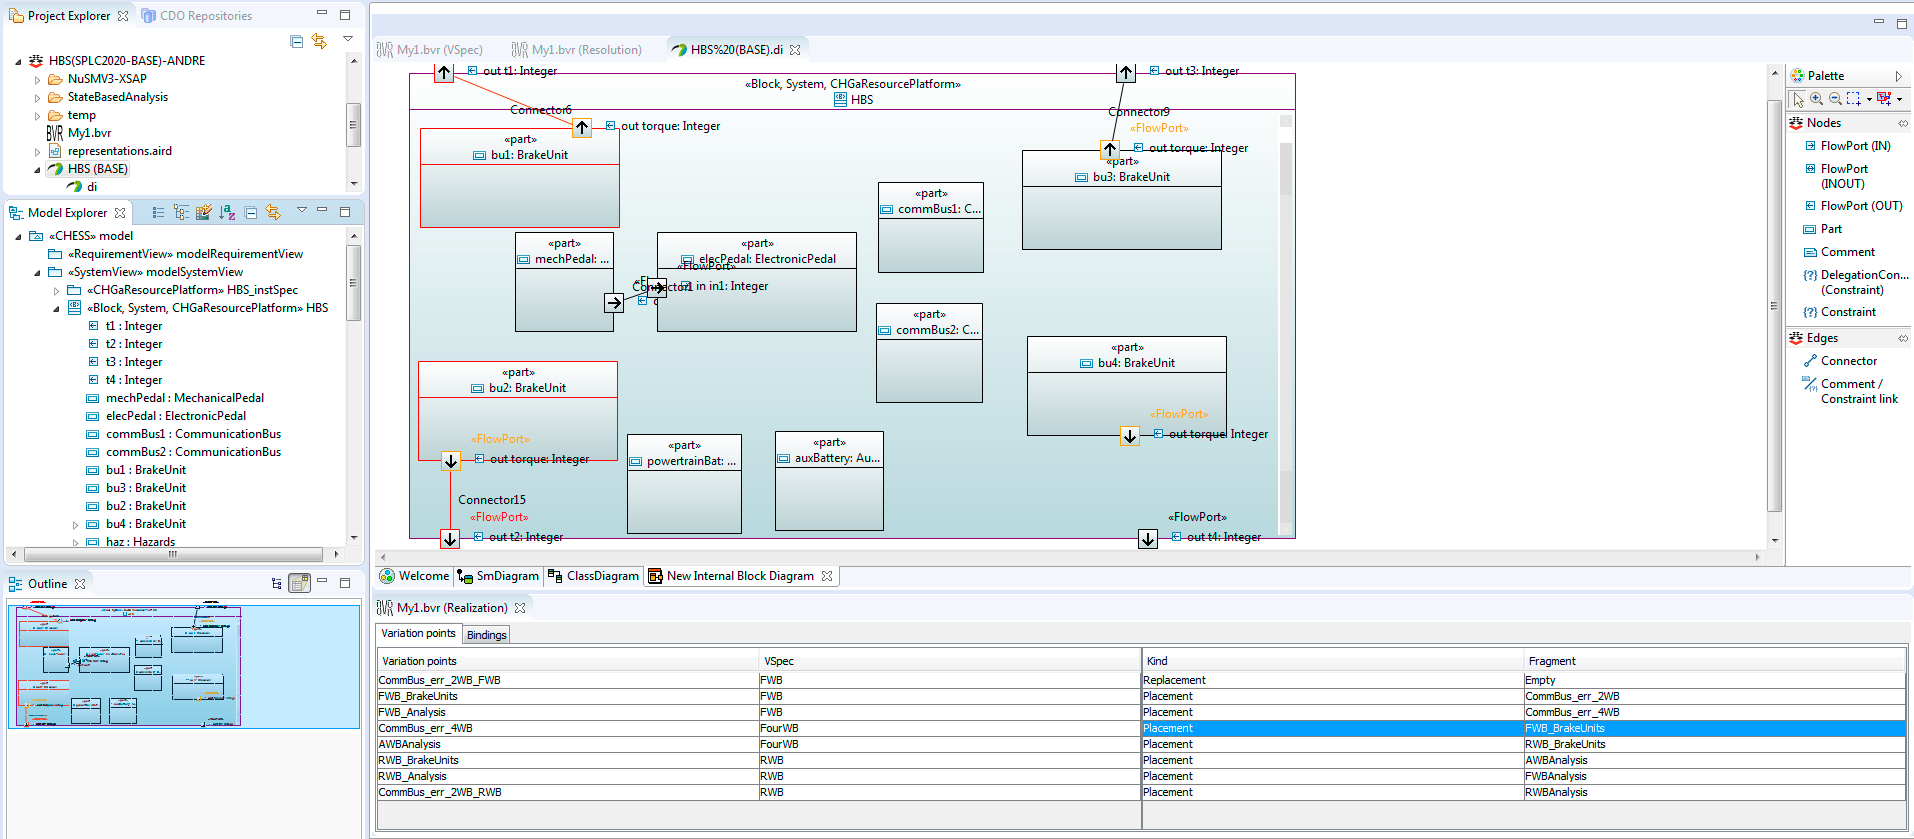 Project Explorer
CDO Repositories
HBS(SPLC2020-BASE)-ANDRE
NuSMV3-XSAP
StateBasedAnalysis
temp
BVR My1.bvr
representations.aird
HBS (BASE)
di
Model Explorer
«CHESS» model
«RequirementView» modelRequirementView
«SystemView» modelSystemView
«CHGaResourcePlatform» HBS_instSpec
«Block, System, CHGaResourcePlatform» HBS
t1 : Integer
t2 : Integer
t3 : Integer
t4 : Integer
mechPedal : MechanicalPedal
elecPedal : ElectronicPedal
commBus1 : CommunicationBus
commBus2 : CommunicationBus
bu1 : BrakeUnit
bu3 : BrakeUnit
bu2 : BrakeUnit
bu4 : BrakeUnit
haz : Hazards
Outline
BVR My1.bvr (VSpec)
BVR My1.bvr (Resolution)
HBS%20(BASE).di
out t1: Integer
out t3: Integer
«Block, System, CHGaResourcePlatform»
HBS
Connector6
out torque: Integer
Connector9
«FlowPort»
out torque: Integer
«part»
bu1: BrakeUnit
«part»
bu3: BrakeUnit
«part»
commBus1: C...
«part»
mechPedal: ...
«part»
elecPedal: ElectronicPedal
«FlowPort»
in in1: Integer
Connector1
«part»
commBus2: C...
«part»
bu4: BrakeUnit
«FlowPort»
out torque: Integer
«part»
bu2: BrakeUnit
«FlowPort»
out torque: Integer
«part»
powertrainBat: ...
«part»
auxBattery: Au...
Connector15
«FlowPort»
out t2: Integer
«FlowPort»
out t4: Integer
Palette
Nodes
FlowPort (IN)
FlowPort
(INOUT)
FlowPort (OUT)
Part
Comment
DelegationCon...
(Constraint)
Constraint
Edges
Connector
Comment /
Constraint link
Welcome
SmDiagram
ClassDiagram
New Internal Block Diagram
BVR My1.bvr (Realization)
Variation points
Bindings
Variation points VSpec Kind Fragment
CommBus_err_2WB_FWB FWB Replacement Empty
FWB_BrakeUnits FWB Placement CommBus_err_2WB
FWB_Analysis FWB Placement CommBus_err_4WB
CommBus_err_4WB FourWB Placement FWB_BrakeUnits
AWBAnalysis FourWB Placement RWB_BrakeUnits
RWB_BrakeUnits RWB Placement AWBAnalysis
RWB_Analysis RWB Placement FWBAnalysis
CommBus_err_2WB_RWB RWB Placement RWBAnalysis